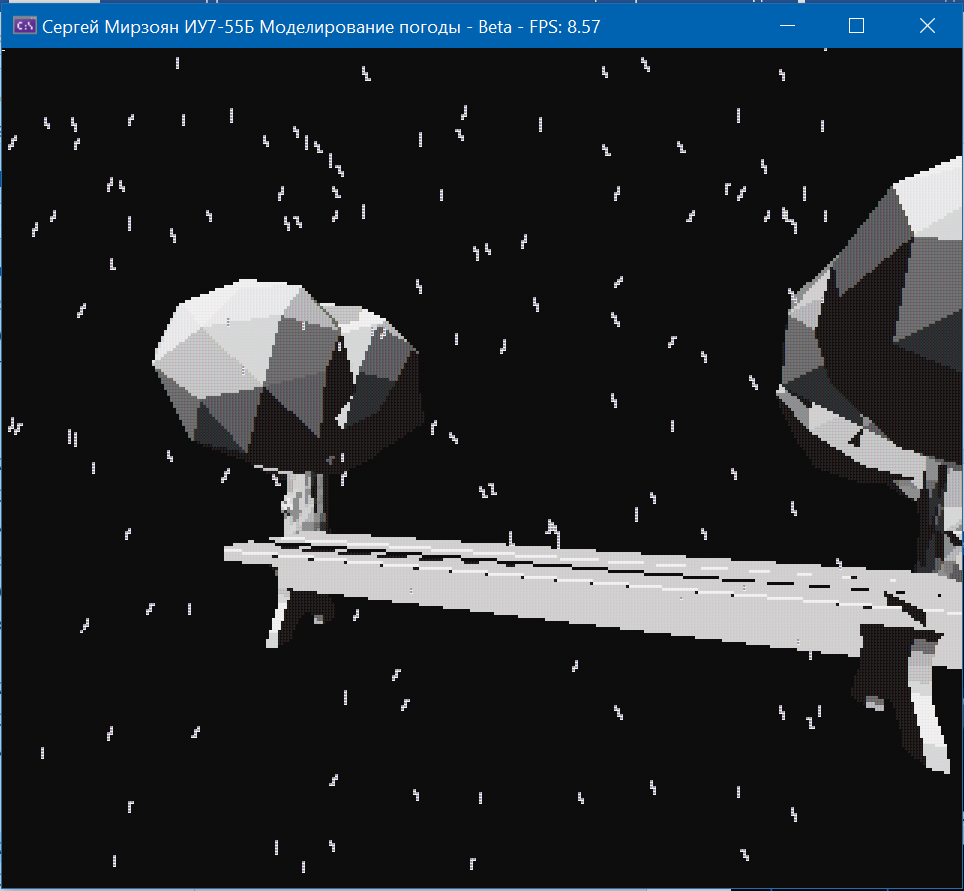 C:\ Сергей Мирзоян ИУ7-55Б Моделирование погоды - Beta - FPS: 8.57